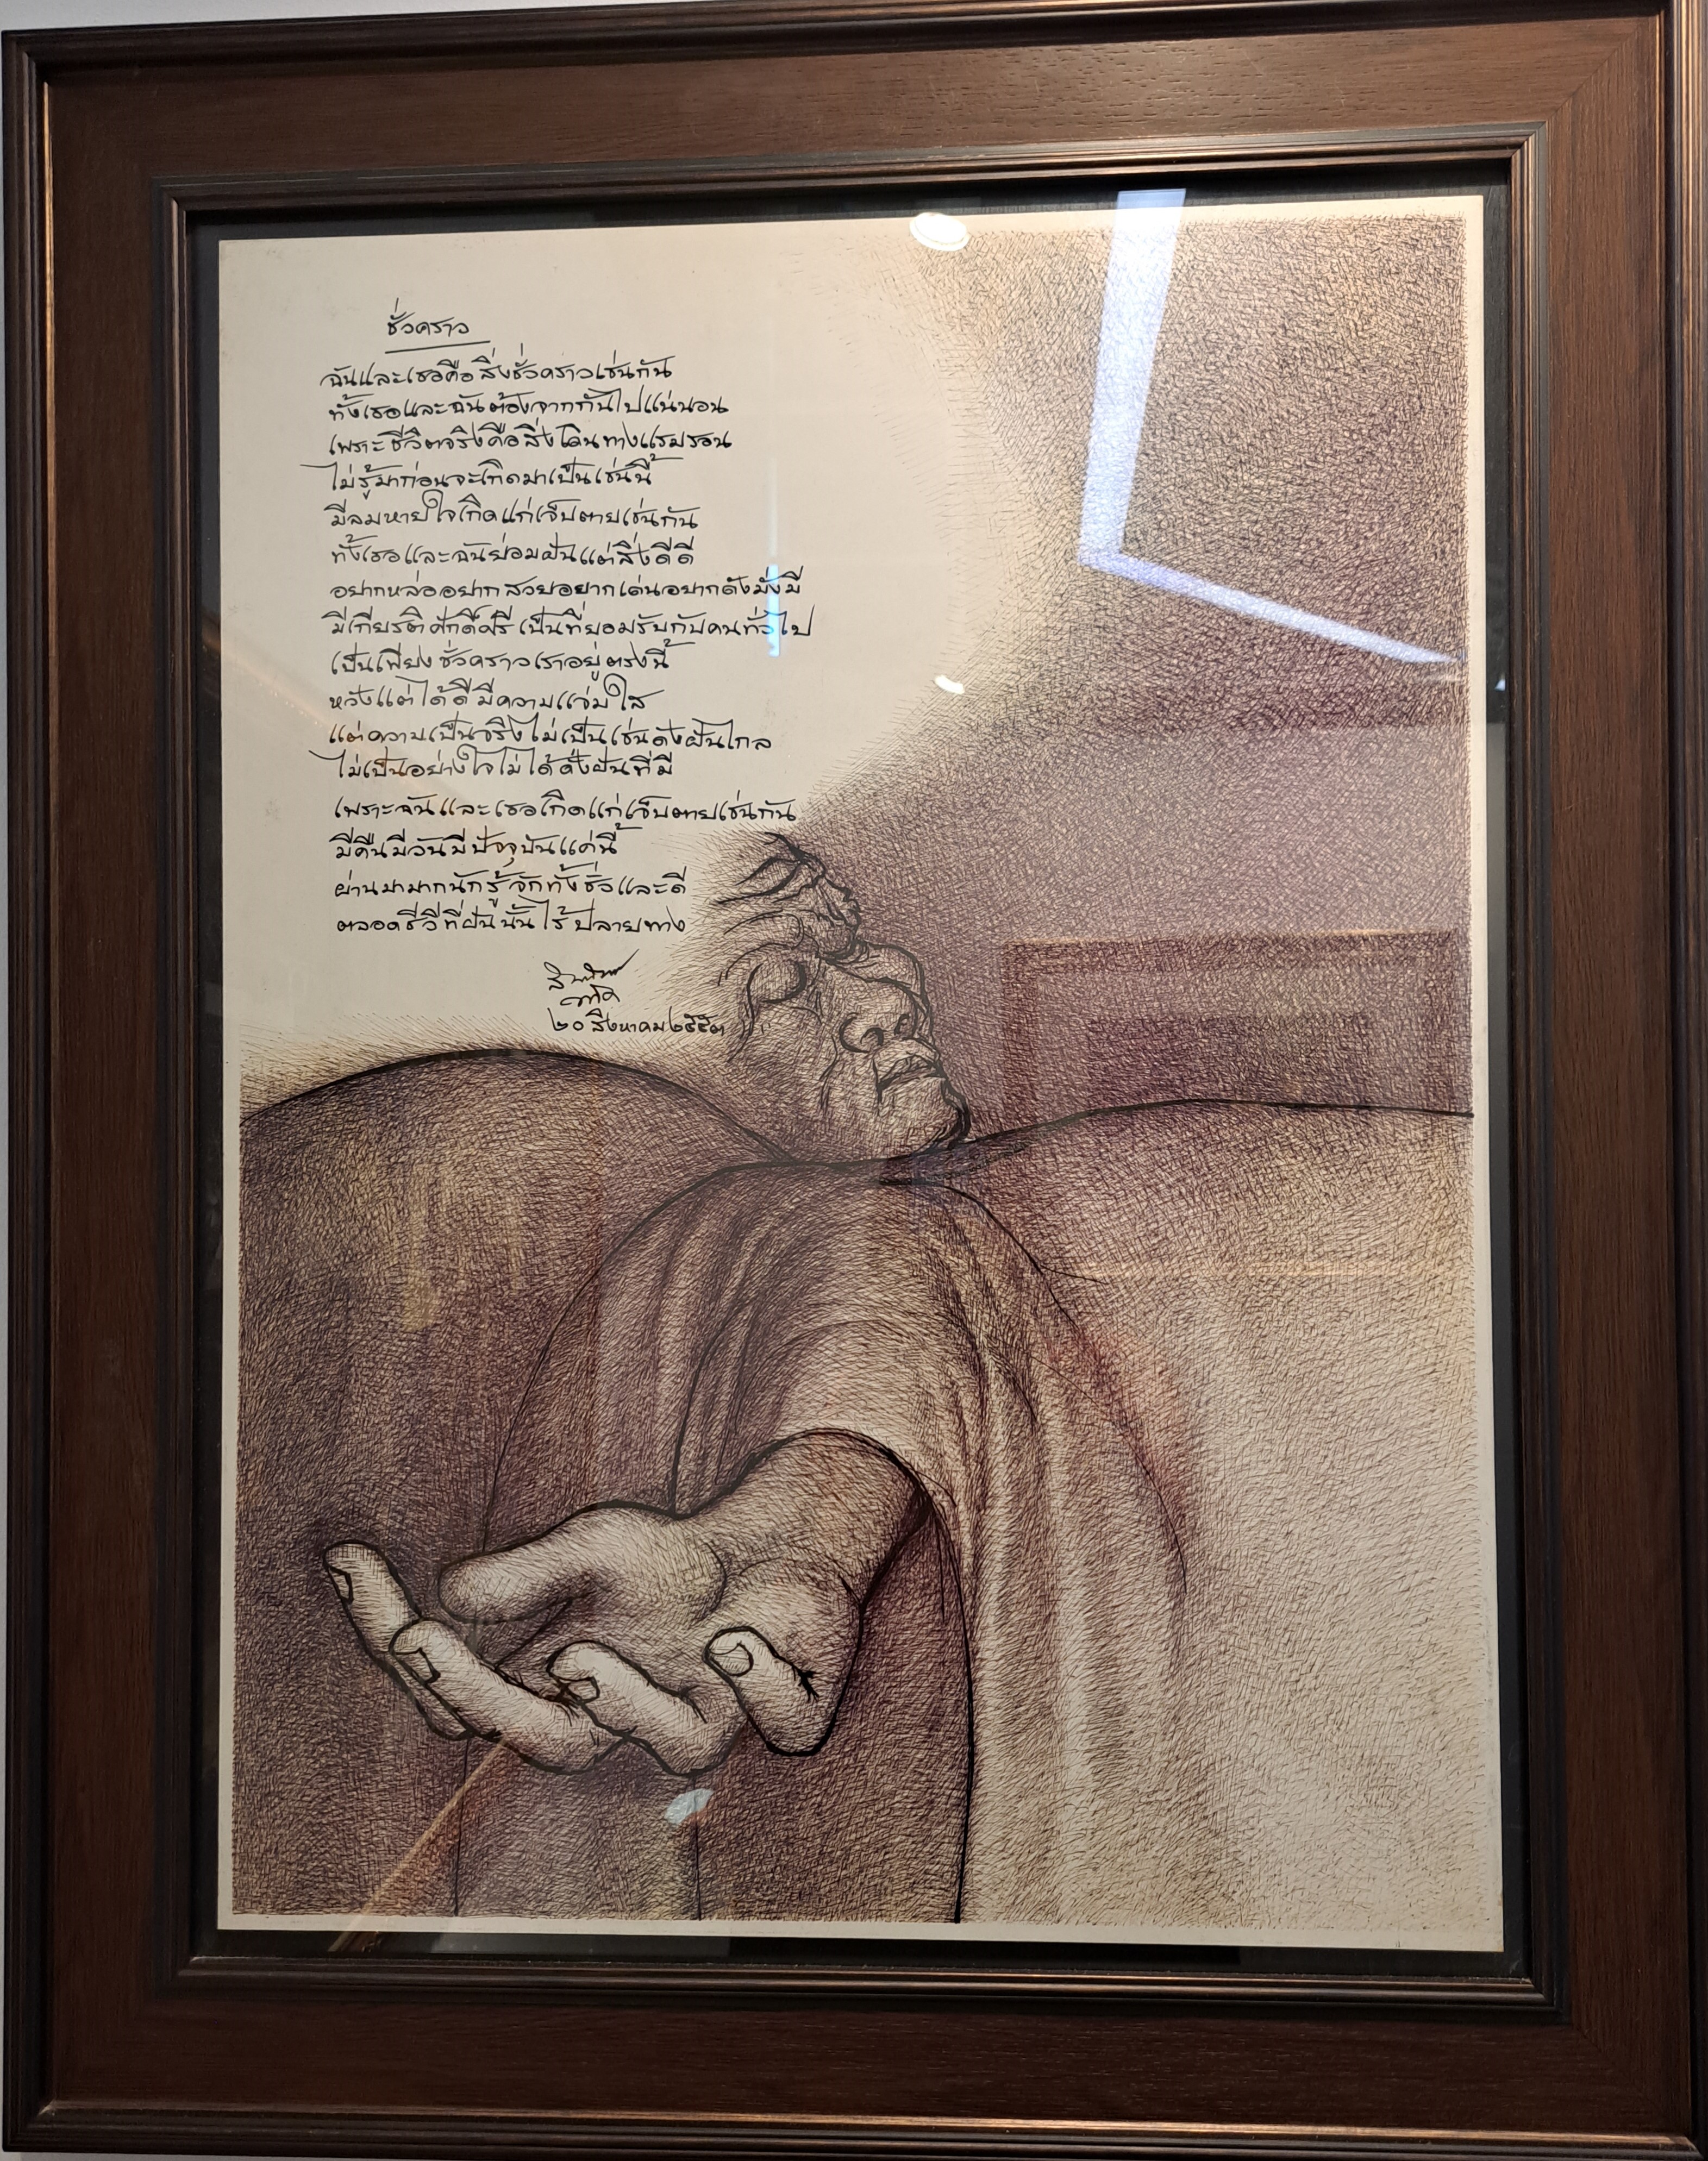 ชั่วคราว
ฉันและเธอคือสิ่งชั่วคราวเช่นกัน
ทั้งเธอและฉันต้องจากกันไปแน่นอน
เพราะชีวิตจริงคือสิ่งเดินทางแรมรอน
ไม่รู้มาก่อนจะเกิดมาเป็นเช่นนี้
มีลมหายใจเกิดแก่เจ็บตายเช่นกัน
ทั้งเธอและฉันย่อมฝันแต่สิ่งดีดี
อยากหล่ออยากสวยอยากเด่นอยากดังมั่งมี
มีเกียรติศักดิ์ศรีเป็นที่ยอมรับกับคนทั่วไป
เป็นเพียงชั่วคราวเราอยู่ตรงนี้
หวังแต่ได้ดีมีความแจ่มใส
แต่ความเป็นจริงไม่เป็นเช่นดังฝันไกล
ไม่เป็นอย่างใจไม่ได้ดั่งฝันที่มี
เพราะฉันและเธอเกิดแก่เจ็บตายเช่นกัน
มีคืนมีวันมีปัจจุบันแค่นี้
ผ่านมามากนักรู้จักทั้งชั่วและดี
ตลอดชีวีที่ฝันนั้นไร้ปลายทาง
๒๐ สิงหาคม ๒๕๕๓